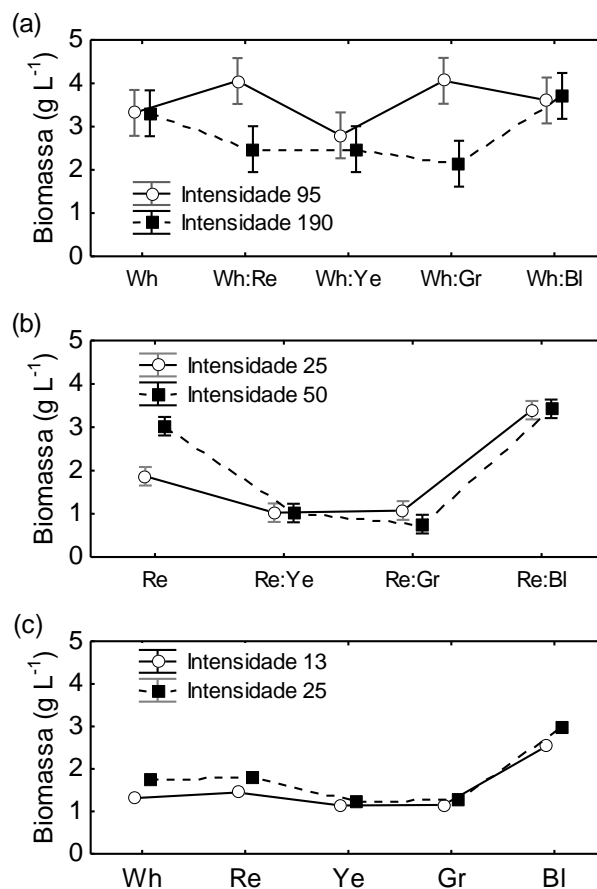 (a)
Biomassa (g L-1)
5
4
3
2
1
0
Intensidade 95
Intensidade 190
Wh Wh:Re Wh:Ye Wh:Gr Wh:Bl
(b)
Biomassa (g L-1)
5
4
3
2
1
0
Intensidade 25
Intensidade 50
Re Re:Ye Re:Gr Re:Bl
(c)
Biomassa (g L-1)
5
4
3
2
1
0
Intensidade 13
Intensidade 25
Wh Re Ye Gr Bl